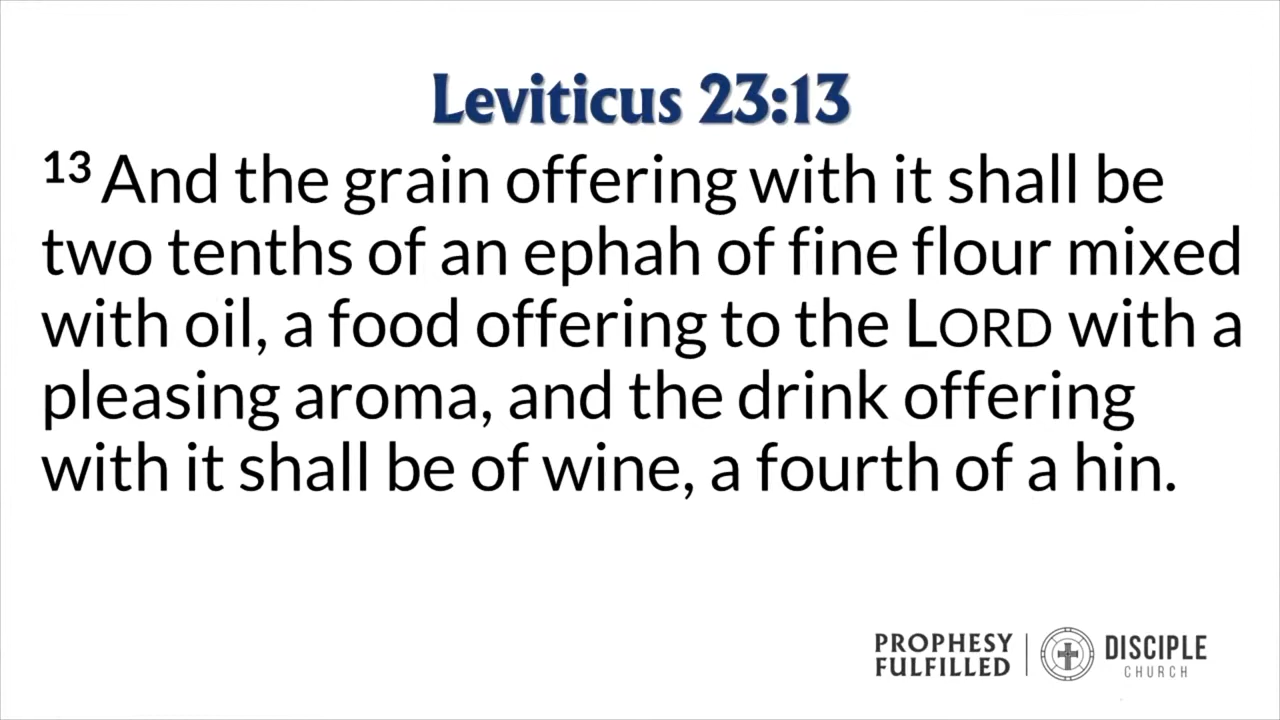 Leviticus 23:13
13 And the grain offering with it shall be
two tenths of an ephah of fine flour mixed
with oil, a food offering to the LORD with a
pleasing aroma, and the drink offering
with it shall be of wine, a fourth of a hin.
PROPHESY
FULFILLED
DISCIPLE
CHURCH